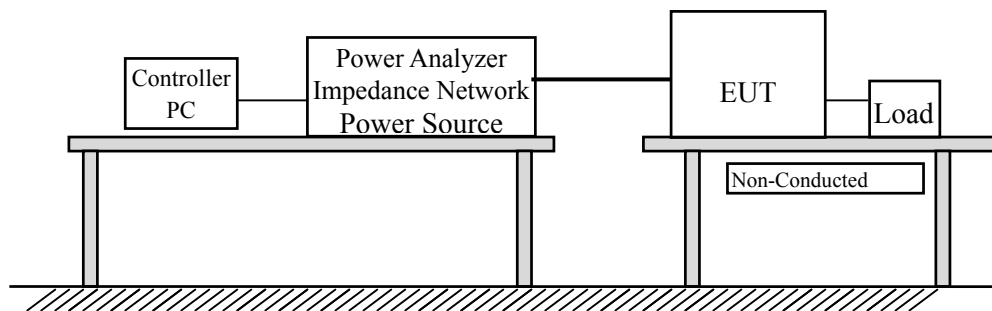 Controller
PC
Power Analyzer
Impedance Network
Power Source
EUT
Load
Non-Conducted